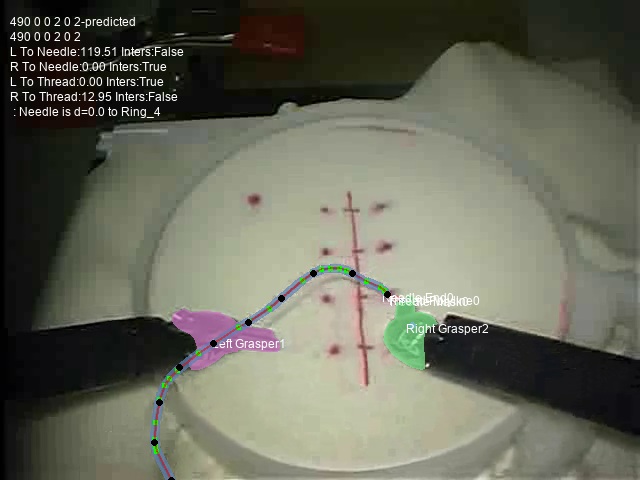 490 0 0 2 0 2-predicted
490 0 0 2 0 2
L To Needle:119.51 Inters:False
R To Needle:0.00 Inters:True
L To Thread:0.00 Inters:True
R To Thread:12.95 Inters:False
: Needle is d=0.0 to Ring_4
Needle End0
Right Grasper2
Left Grasper1